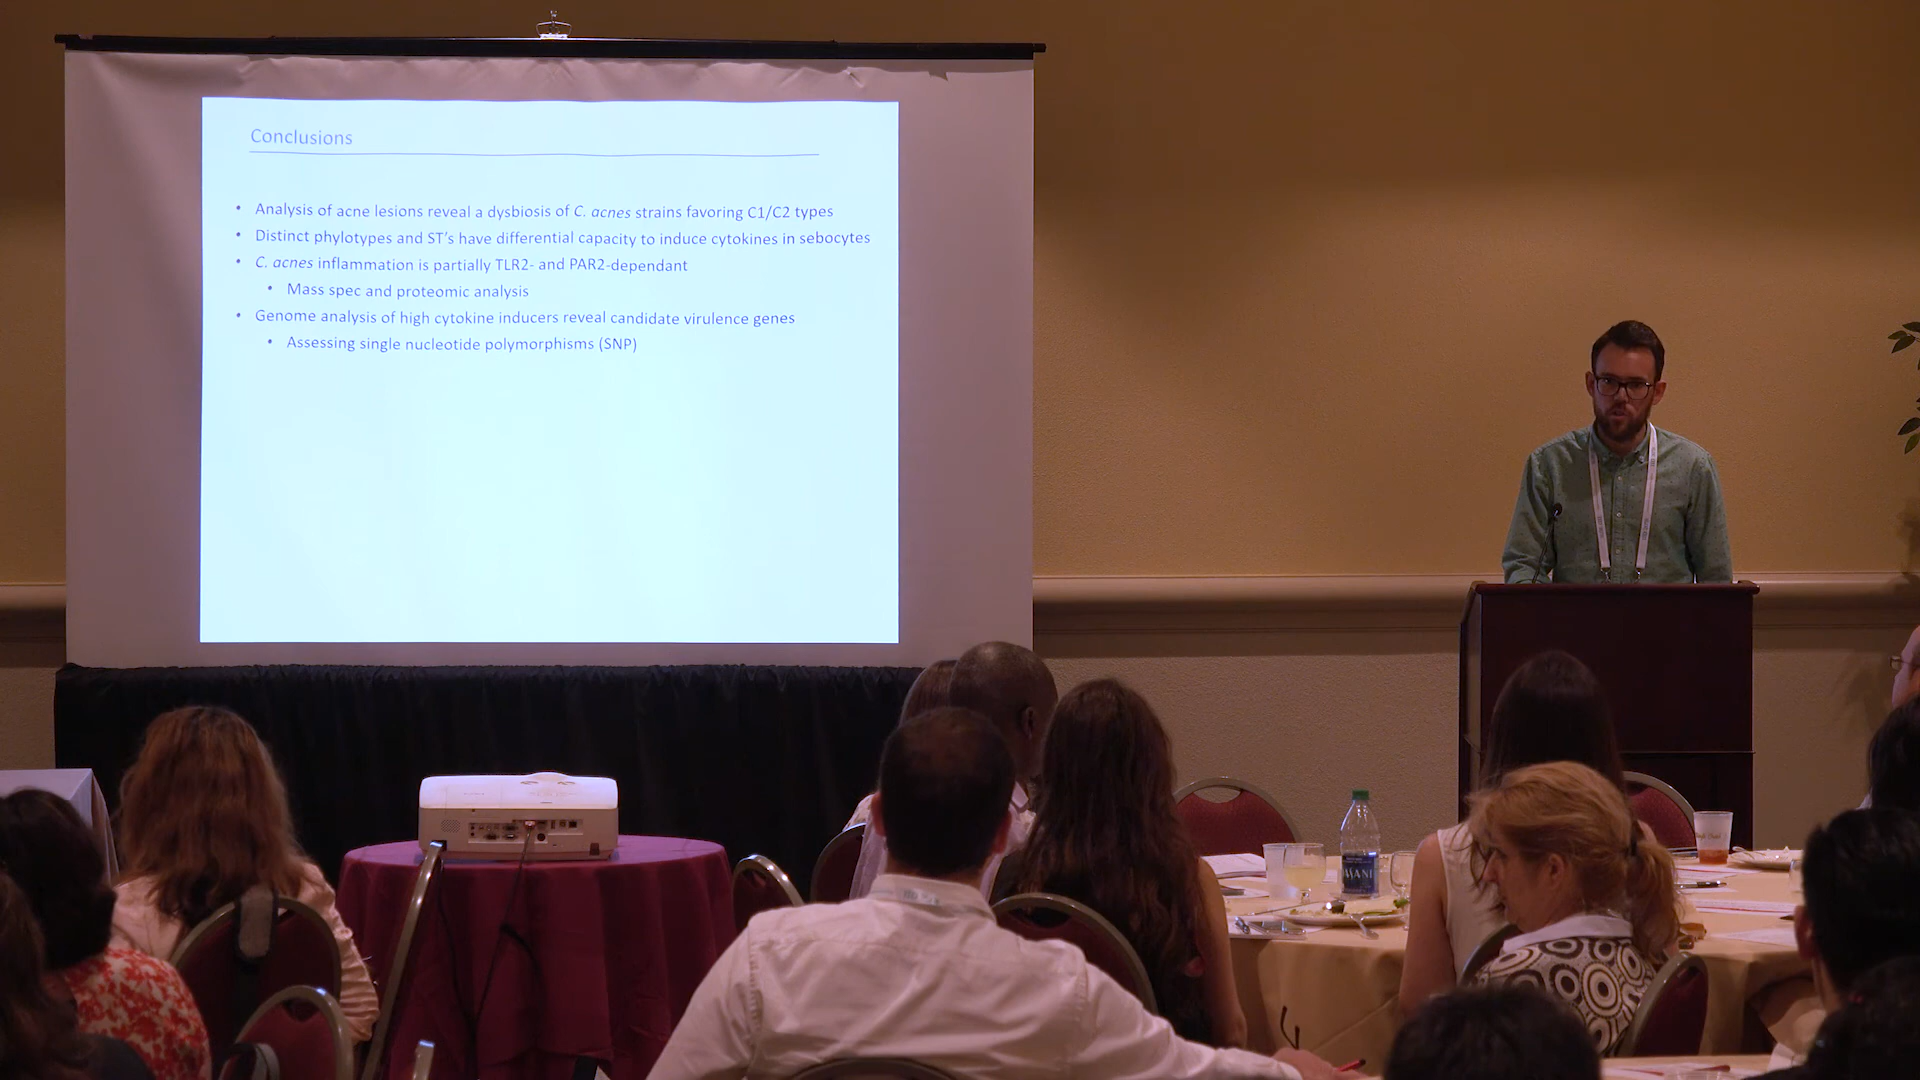 Conclusions
• Analysis of acne lesions reveal a dysbiosis of C. acnes strains favoring C1/C2 types
• Distinct phylotypes and ST's have differential capacity to induce cytokines in sebocytes
• C. acnes inflammation is partially TLR2- and PAR2-dependant
• Mass spec and proteomic analysis
• Genome analysis of high cytokine inducers reveal candidate virulence genes
• Assessing single nucleotide polymorphisms (SNP)
DASANI